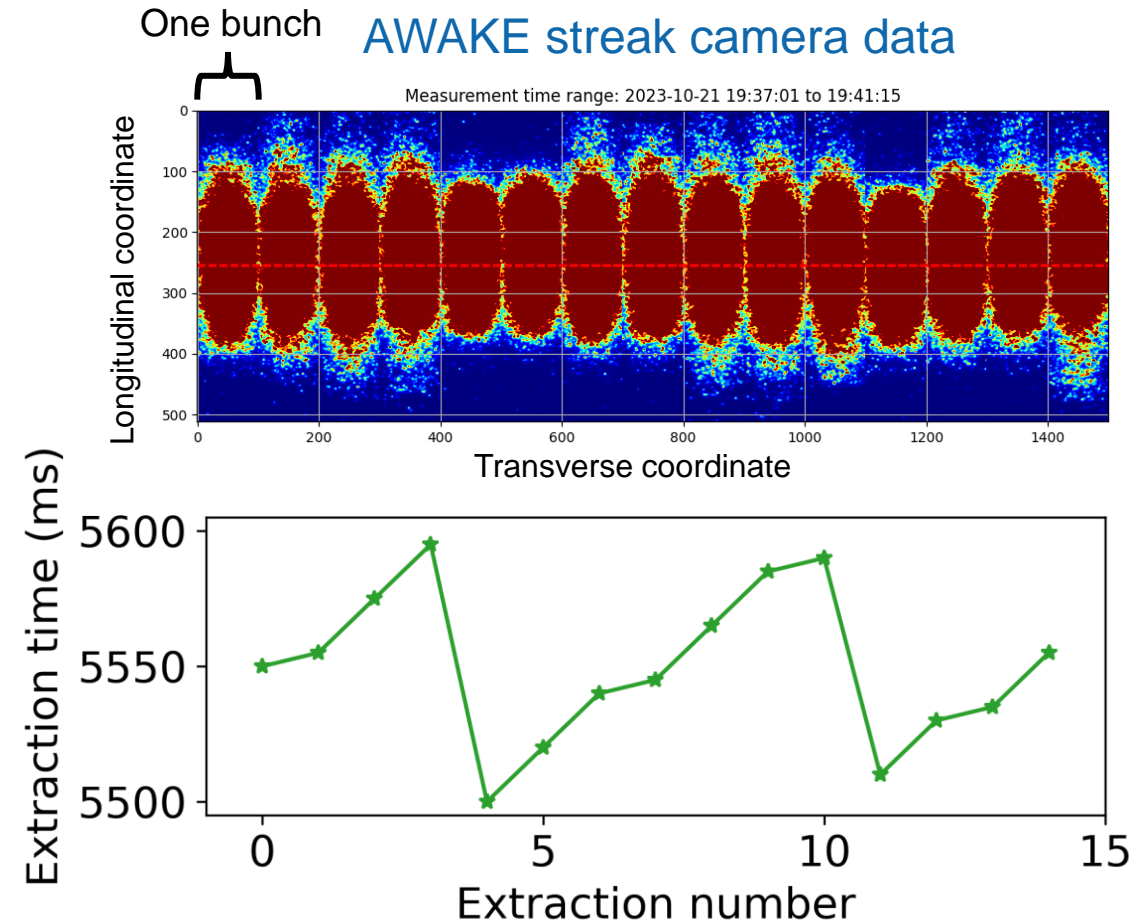 One bunch
AWAKE streak camera data
Measurement time range: 2023-10-21 19:37:01 to 19:41:15
Longitudinal coordinate
0
100
200
300
400
500
0 200 400 600 800 1000 1200 1400
Transverse coordinate
Extraction time (ms)
5600
5550
5500
0 5 10 15
Extraction number